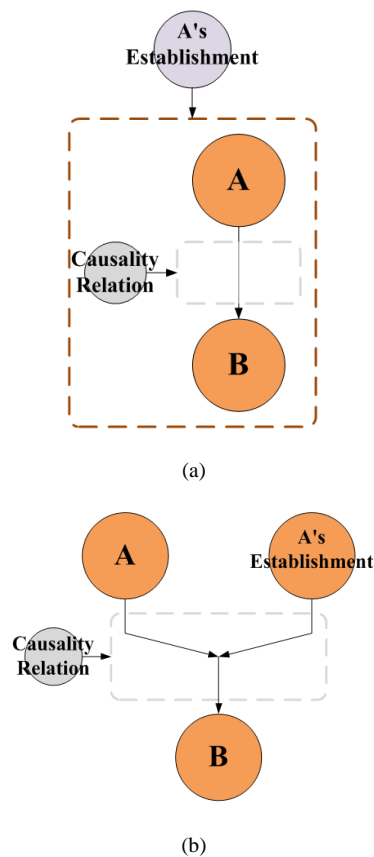 A's
Establishment
A
Causality
Relation
B
(a)
A
A's
Establishment
Causality
Relation
B
(b)